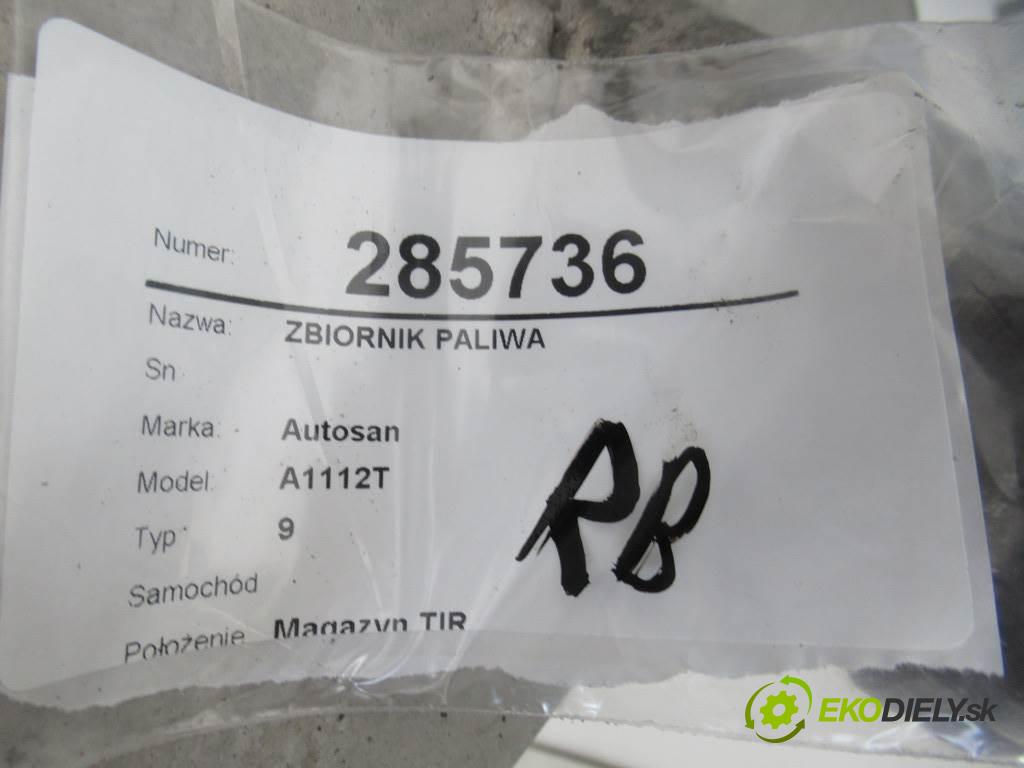 Numer: 285736
Nazwa: ZBIORNIK PALIWA
Sn
Marka: Autosan
Model: A1112T
Typ 9
RB
Samochód
Położenie Magazyn TIR
EKODIELY.sk